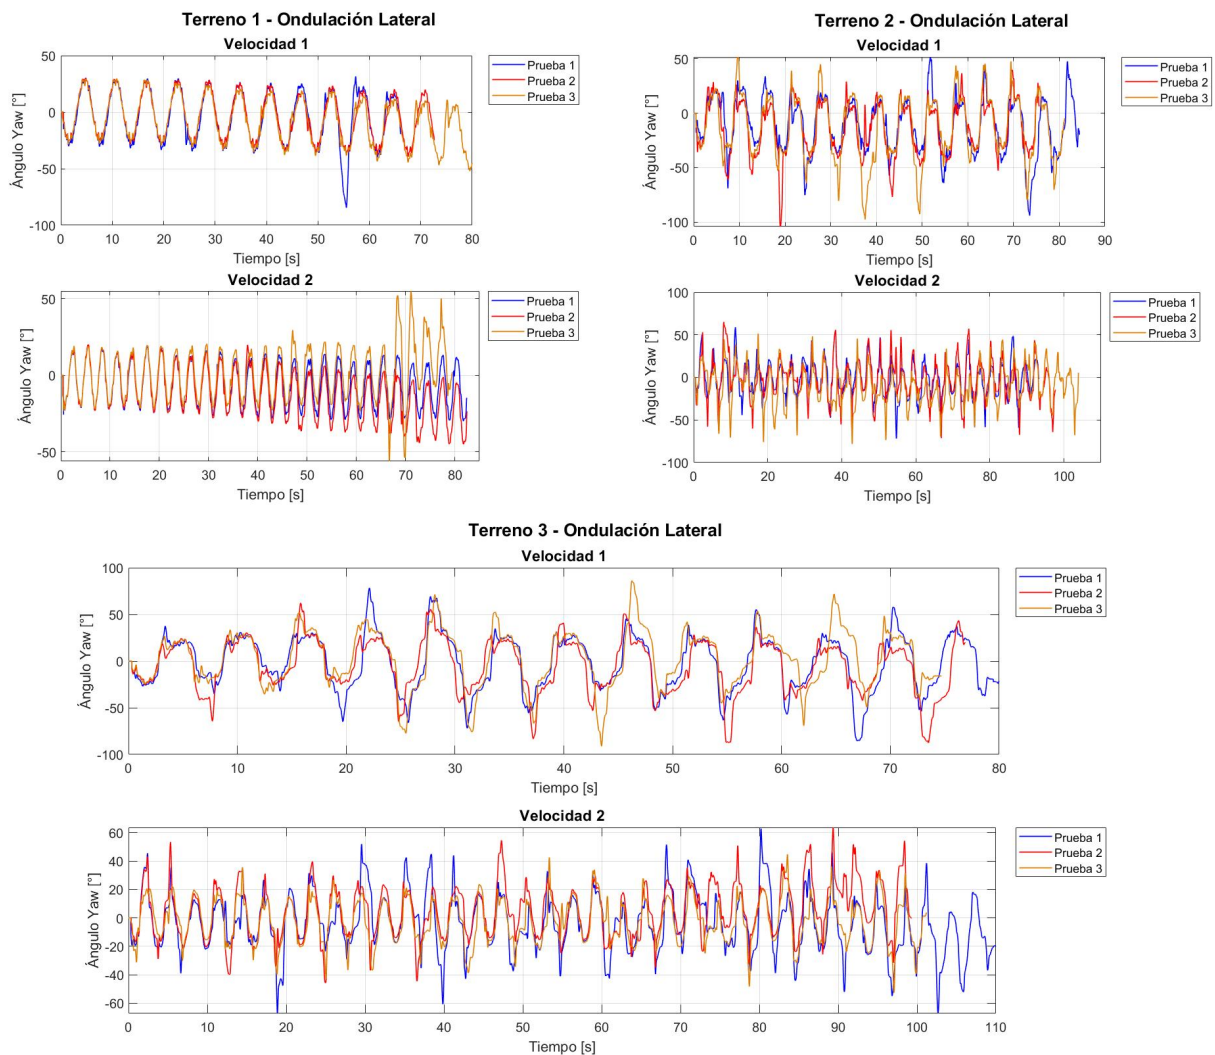 Terreno 1 - Ondulación Lateral
Velocidad 1
Ángulo Yaw [°]
50
0
-50
-100
0 10 20 30 40 50 60 70 80
Tiempo [s]
Prueba 1
Prueba 2
Prueba 3
Velocidad 2
Ángulo Yaw [°]
50
0
-50
0 10 20 30 40 50 60 70 80
Tiempo [s]
Prueba 1
Prueba 2
Prueba 3
Terreno 2 - Ondulación Lateral
Velocidad 1
Ángulo Yaw [°]
50
0
-50
-100
0 10 20 30 40 50 60 70 80 90
Tiempo [s]
Prueba 1
Prueba 2
Prueba 3
Velocidad 2
Ángulo Yaw [°]
100
50
0
-50
-100
0 20 40 60 80 100
Tiempo [s]
Prueba 1
Prueba 2
Prueba 3
Terreno 3 - Ondulación Lateral
Velocidad 1
Ángulo Yaw [°]
100
50
0
-50
-100
0 10 20 30 40 50 60 70 80
Tiempo [s]
Prueba 1
Prueba 2
Prueba 3
Velocidad 2
Ángulo Yaw [°]
60
40
20
0
-20
-40
-60
0 10 20 30 40 50 60 70 80 90 100 110
Tiempo [s]
Prueba 1
Prueba 2
Prueba 3